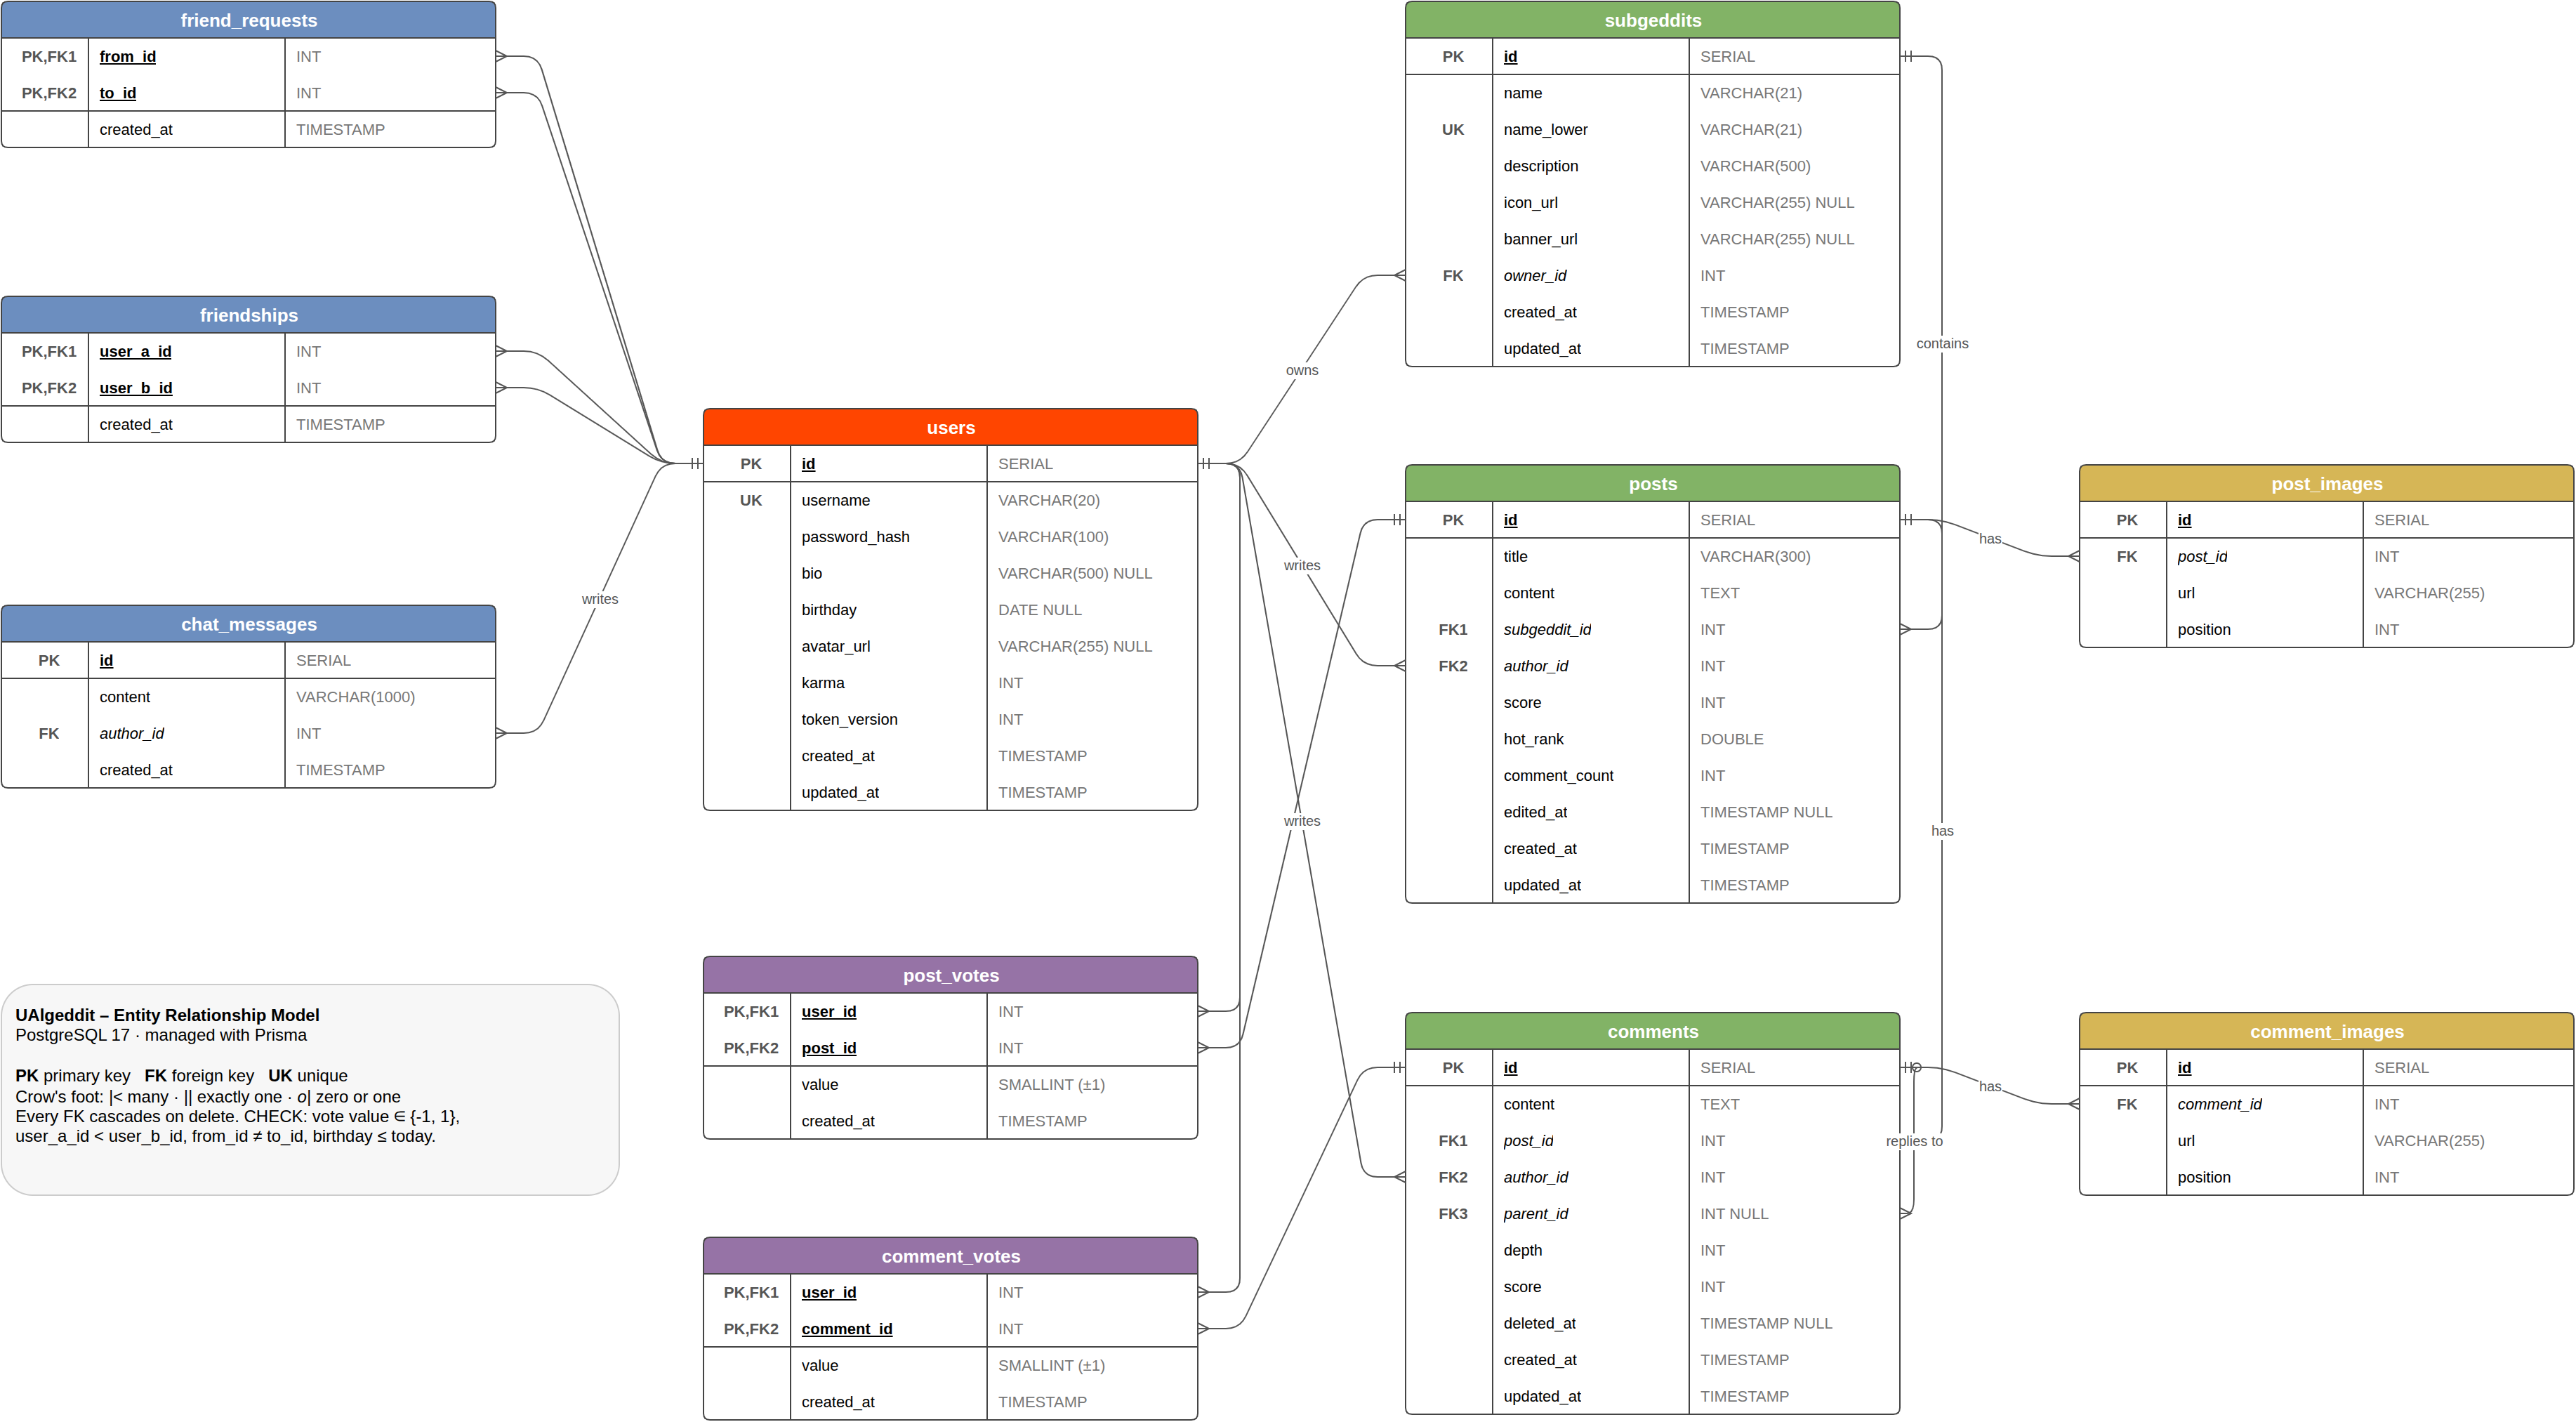 friend_requests
PK,FK1 from_id INT
PK,FK2 to_id INT
created_at TIMESTAMP
friendships
PK,FK1 user_a_id INT
PK,FK2 user_b_id INT
created_at TIMESTAMP
chat_messages
PK id SERIAL
content VARCHAR(1000)
FK author_id INT
created_at TIMESTAMP
writes
UAlgeddit – Entity Relationship Model
PostgreSQL 17 · managed with Prisma
PK primary key FK foreign key UK unique
Crow's foot: |< many · || exactly one · o| zero or one
Every FK cascades on delete. CHECK: vote value ∈ {-1, 1},
user_a_id < user_b_id, from_id ≠ to_id, birthday ≤ today.
users
PK id SERIAL
UK username VARCHAR(20)
password_hash VARCHAR(100)
bio VARCHAR(500) NULL
birthday DATE NULL
avatar_url VARCHAR(255) NULL
karma INT
token_version INT
created_at TIMESTAMP
updated_at TIMESTAMP
post_votes
PK,FK1 user_id INT
PK,FK2 post_id INT
value SMALLINT (±1)
created_at TIMESTAMP
comment_votes
PK,FK1 user_id INT
PK,FK2 comment_id INT
value SMALLINT (±1)
created_at TIMESTAMP
owns
writes
writes
subgeddits
PK id SERIAL
name VARCHAR(21)
UK name_lower VARCHAR(21)
description VARCHAR(500)
icon_url VARCHAR(255) NULL
banner_url VARCHAR(255) NULL
FK owner_id INT
created_at TIMESTAMP
updated_at TIMESTAMP
posts
PK id SERIAL
title VARCHAR(300)
content TEXT
FK1 subgeddit_id INT
FK2 author_id INT
score INT
hot_rank DOUBLE
comment_count INT
edited_at TIMESTAMP NULL
created_at TIMESTAMP
updated_at TIMESTAMP
comments
PK id SERIAL
content TEXT
FK1 post_id INT
FK2 author_id INT
FK3 parent_id INT NULL
depth INT
score INT
deleted_at TIMESTAMP NULL
created_at TIMESTAMP
updated_at TIMESTAMP
contains
has
has
replies to
has
post_images
PK id SERIAL
FK post_id INT
url VARCHAR(255)
position INT
comment_images
PK id SERIAL
FK comment_id INT
url VARCHAR(255)
position INT